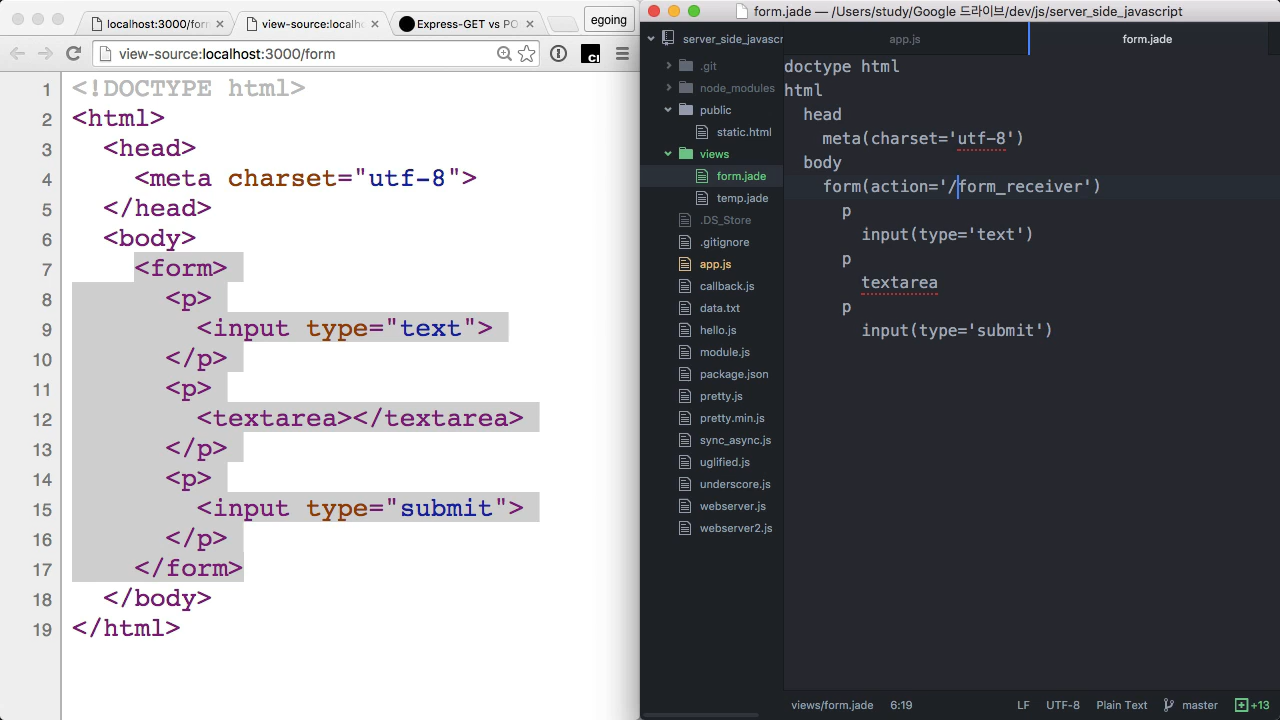 localhost:3000/for
view-source:localh
Express-GET vs PO
egoing
view-source:localhost:3000/form
1 <!DOCTYPE html>
2 <html>
3 <head>
4 <meta charset="utf-8">
5 </head>
6 <body>
7 <form>
8 <p>
9 <input type="text">
10 </p>
11 <p>
12 <textarea></textarea>
13 </p>
14 <p>
15 <input type="submit">
16 </p>
17 </form>
18 </body>
19 </html>
form.jade — /Users/study/Google 드라이브/dev/js/server_side_javascript
server_side_javascr
.git
node_modules
public
static.html
views
form.jade
temp.jade
.DS_Store
.gitignore
app.js
callback.js
data.txt
hello.js
module.js
package.json
pretty.js
pretty.min.js
sync_async.js
uglified.js
underscore.js
webserver.js
webserver2.js
app.js
form.jade
doctype html
html
head
meta(charset='utf-8')
body
form(action='/form_receiver')
p
input(type='text')
p
textarea
p
input(type='submit')
views/form.jade 6:19 LF UTF-8 Plain Text master +13